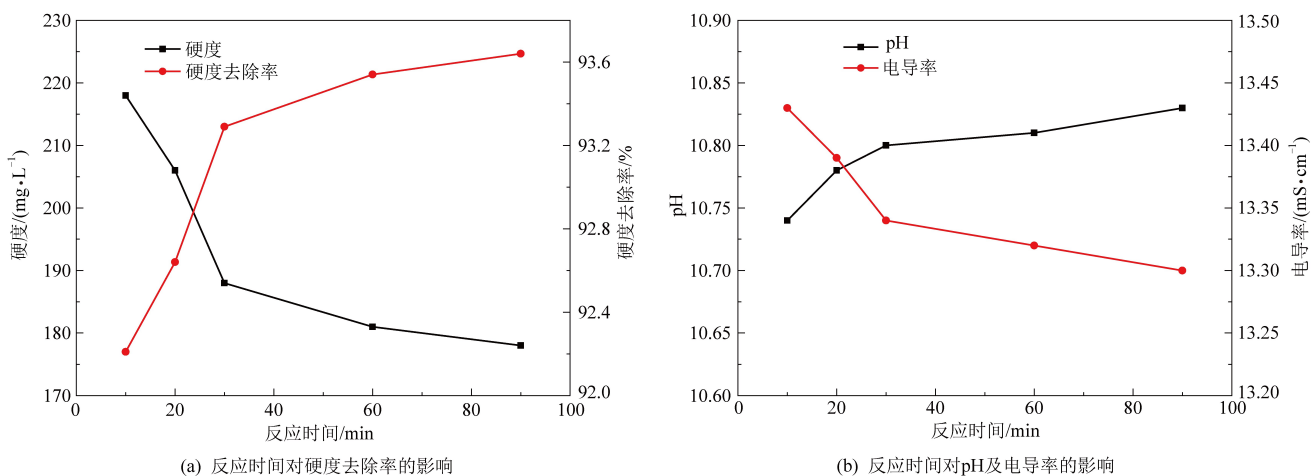 硬度
硬度去除率
230
220
210
200
190
180
170
硬度/(mg•L⁻¹)
93.6
93.2
92.8
92.4
92.0
硬度去除率/%
0 20 40 60 80 100
反应时间/min
(a) 反应时间对硬度去除率的影响
pH
电导率
10.90
10.85
10.80
10.75
10.70
10.65
10.60
pH
13.50
13.45
13.40
13.34
13.30
13.25
13.20
电导率/(mS•cm⁻¹)
0 20 40 60 80 100
反应时间/min
(b) 反应时间对pH及电导率的影响